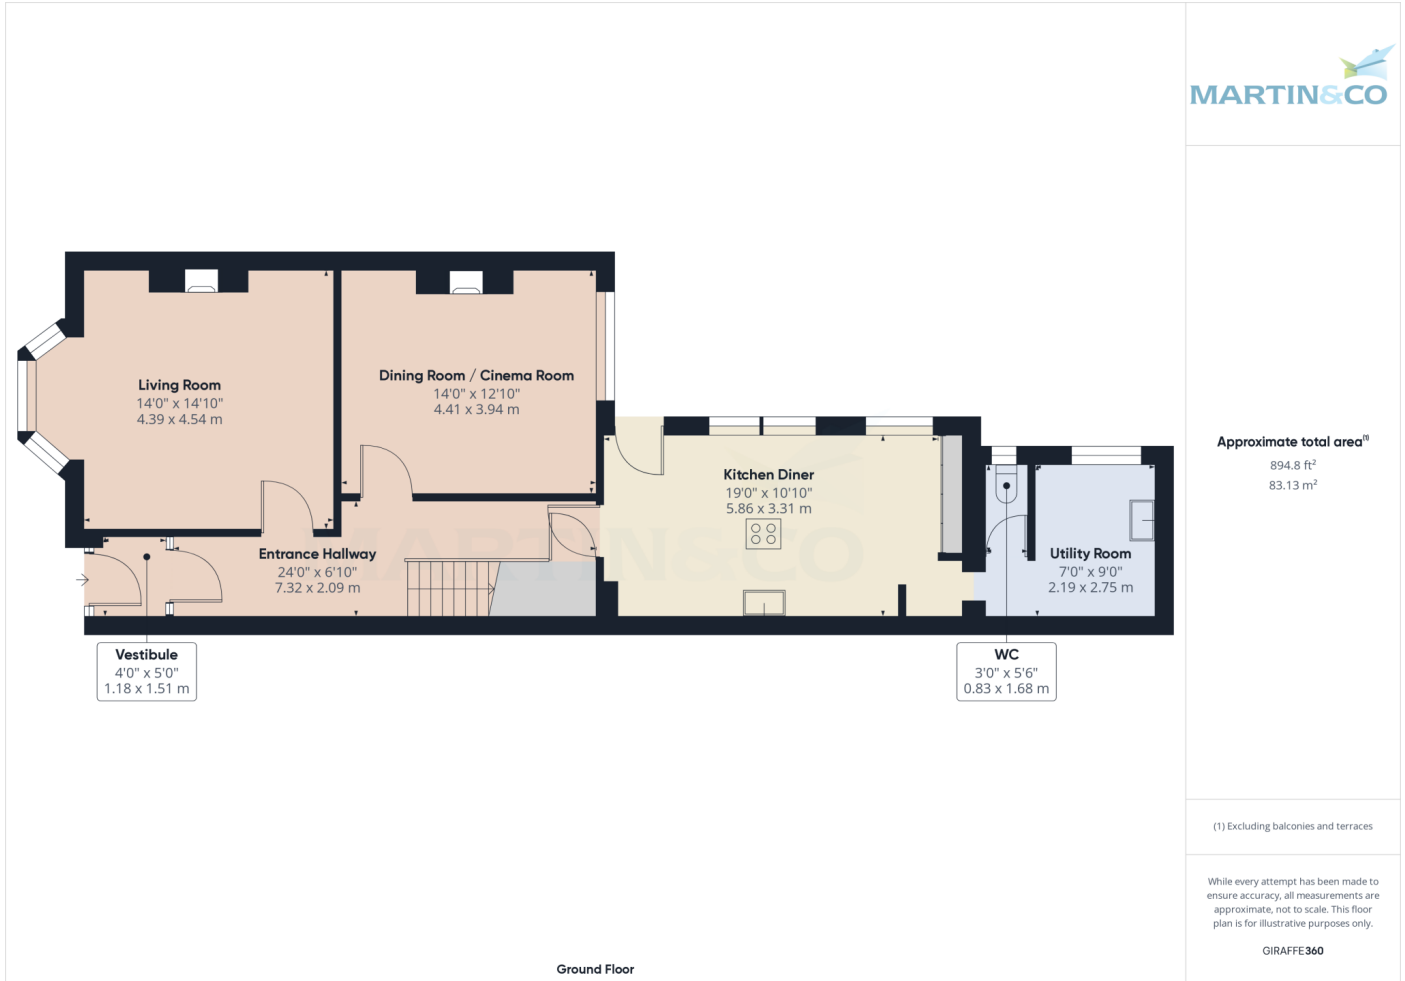 MARTIN&CO
Living Room
14'0" x 14'10"
4.39 x 4.54 m
Dining Room / Cinema Room
14'0" x 12'10"
4.41 x 3.94 m
Kitchen Diner
19'0" x 10'10"
5.86 x 3.31 m
Entrance Hallway
24'0" x 6'10"
7.32 x 2.09 m
MARTIN&CO
Utility Room
7'0" x 9'0"
2.19 x 2.75 m
Vestibule
4'0" x 5'0"
1.18 x 1.51 m
WC
3'0" x 5'6"
0.83 x 1.68 m
Ground Floor
Approximate total area(1)
894.8 ft²
83.13 m²
(1) Excluding balconies and terraces
While every attempt has been made to
ensure accuracy, all measurements are
approximate, not to scale. This floor
plan is for illustrative purposes only.
GIRAFFE360